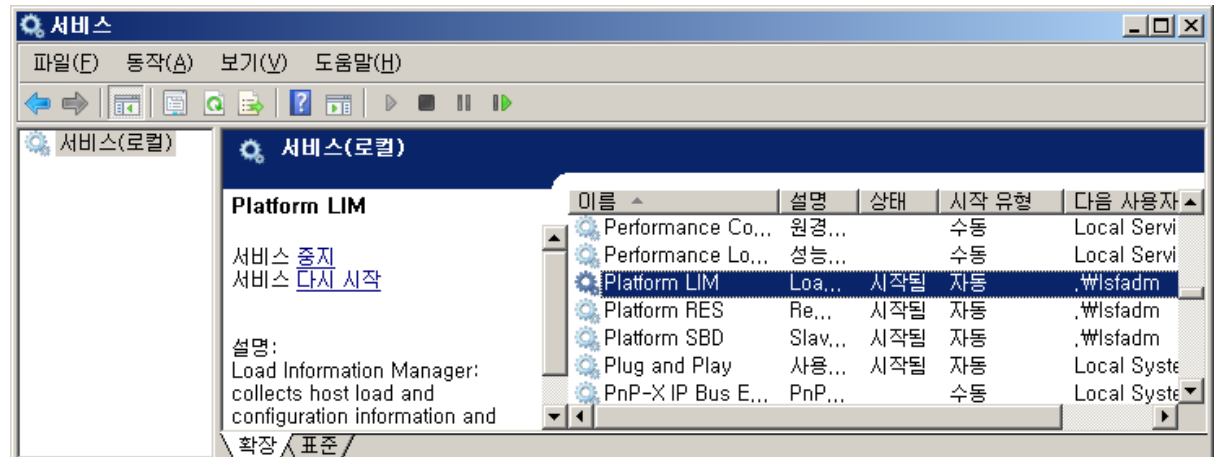 서비스
파일(F) 동작(A) 보기(V) 도움말(H)
서비스(로컬)
서비스(로컬)
Platform LIM
서비스 중지
서비스 다시 시작
설명:
Load Information Manager:
collects host load and
configuration information and
이름 설명 상태 시작 유형 다음 사용자
Performance Co... 원경... 수동 Local Servi
Performance Lo... 성능... 수동 Local Servi
Platform LIM Loa... 시작됨 자동 .₩lsfadm
Platform RES Re... 시작됨 자동 .₩lsfadm
Platform SBD Slav... 시작됨 자동 .₩lsfadm
Plug and Play 사용... 시작됨 자동 Local Syste
PnP-X IP Bus E... PnP... 수동 Local Syste
확장 표준